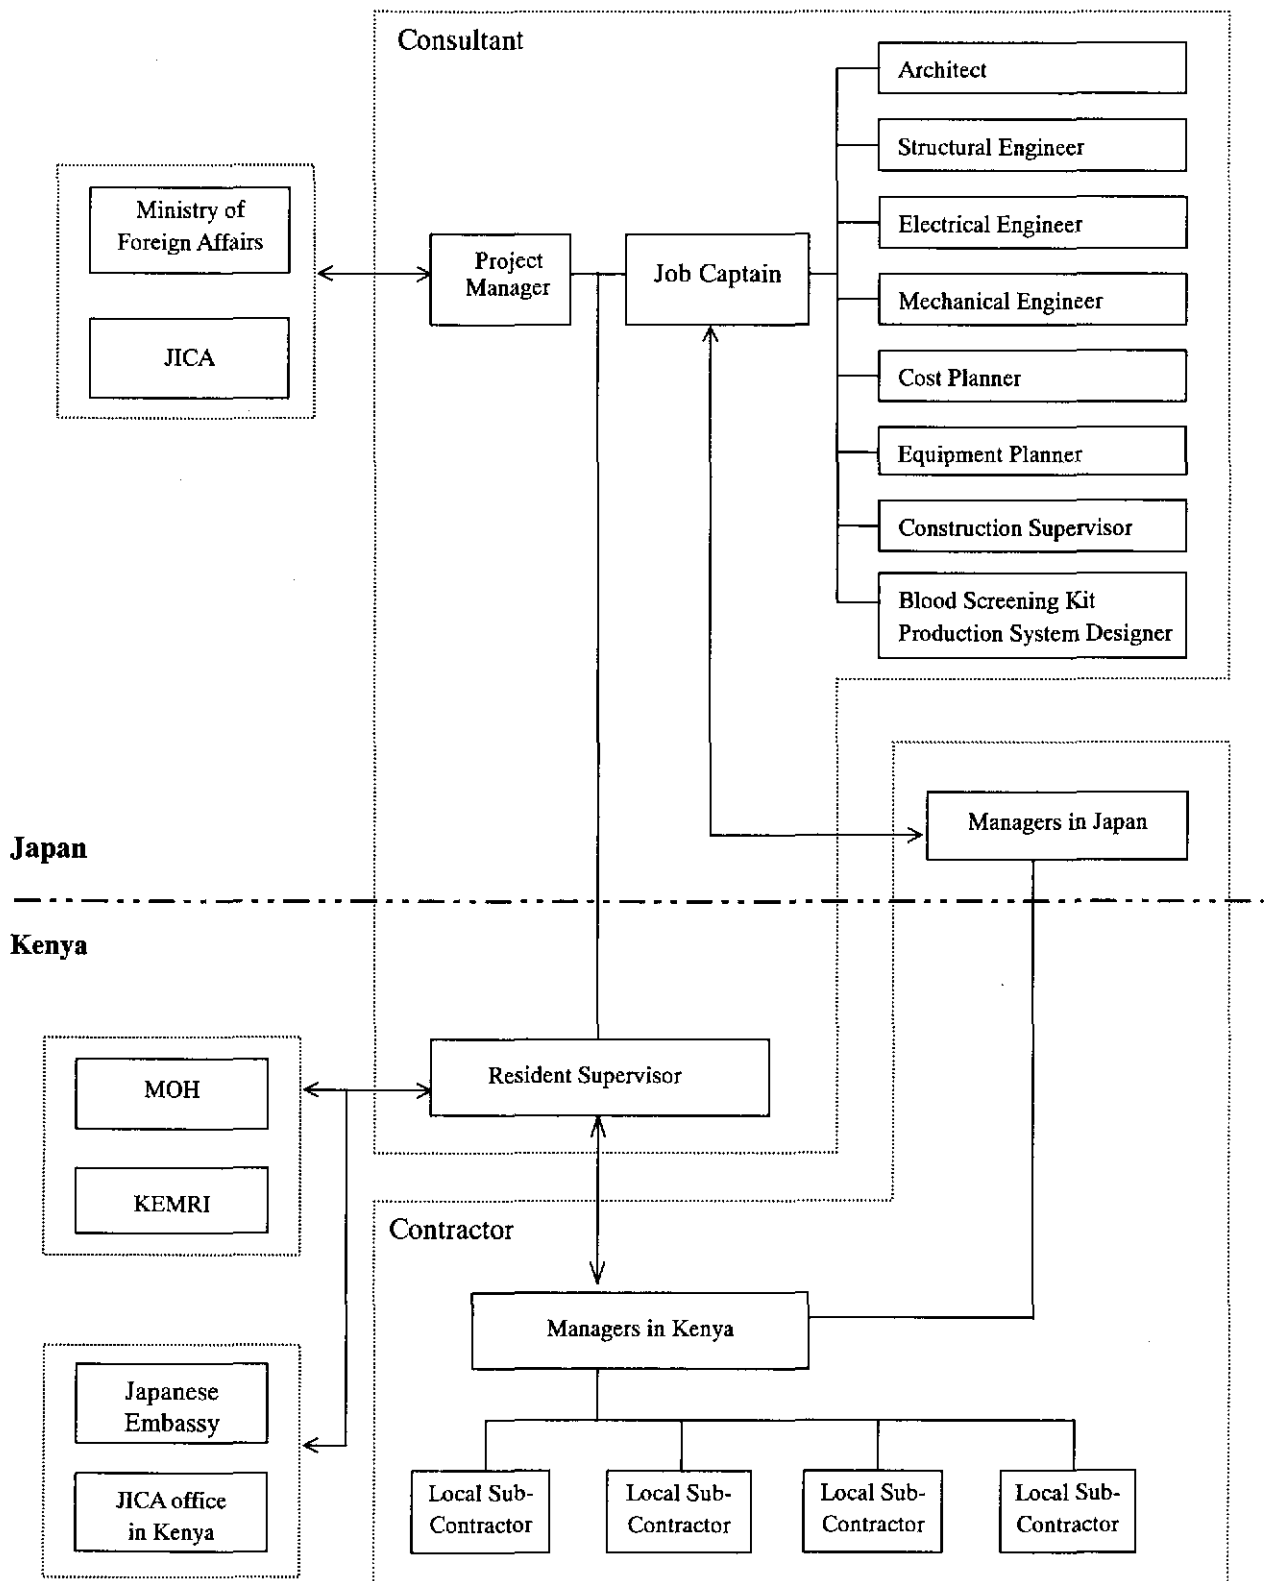 Consultant
Architect
Structural Engineer
Electrical Engineer
Mechanical Engineer
Cost Planner
Equipment Planner
Construction Supervisor
Blood Screening Kit
Production System Designer
Ministry of
Foreign Affairs
JICA
Project
Manager
Job Captain
Managers in Japan
Japan
Kenya
MOH
KEMRI
Resident Supervisor
Contractor
Managers in Kenya
Japanese
Embassy
JICA office
in Kenya
Local Sub-
Contractor
Local Sub-
Contractor
Local Sub-
Contractor
Local Sub-
Contractor